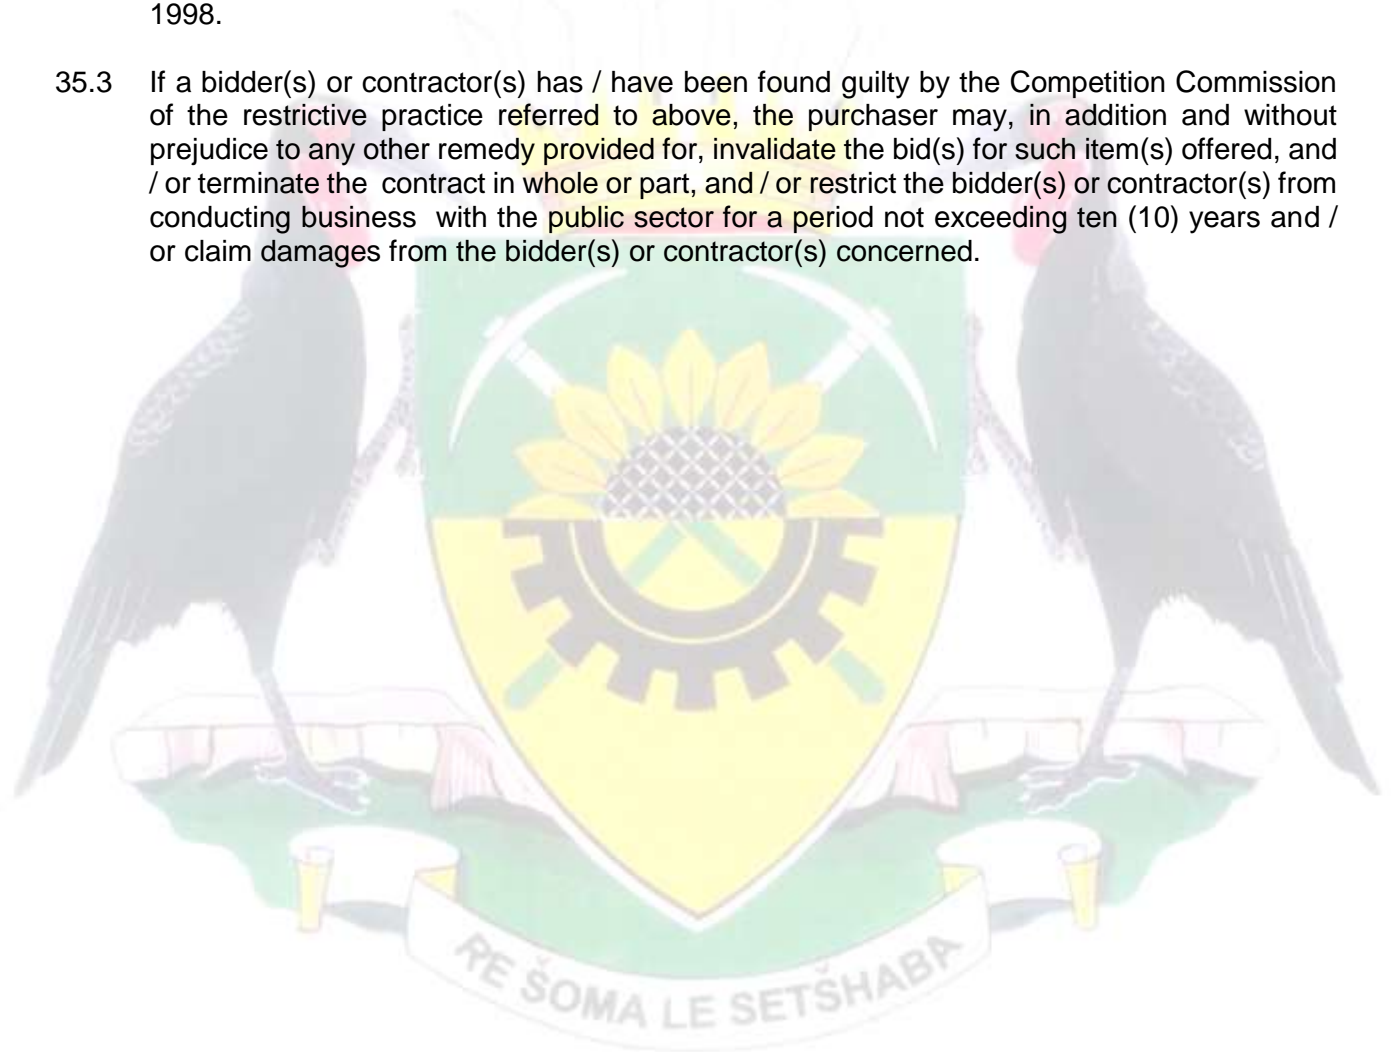 1998.
35.3 If a bidder(s) or contractor(s) has / have been found guilty by the Competition Commission
of the restrictive practice referred to above, the purchaser may, in addition and without
prejudice to any other remedy provided for, invalidate the bid(s) for such item(s) offered, and
/ or terminate the contract in whole or part, and / or restrict the bidder(s) or contractor(s) from
conducting business with the public sector for a period not exceeding ten (10) years and /
or claim damages from the bidder(s) or contractor(s) concerned.
RE ŠOMA LE SETŠHABA